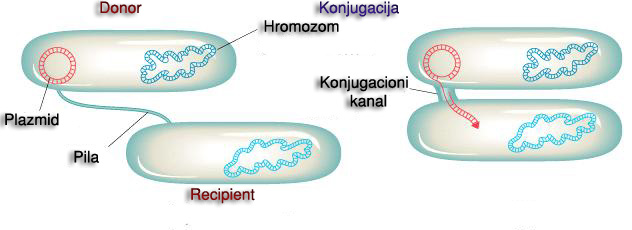 Donor
Konjugacija
Hromozom
Konjugacioni
kanal
Plazmid
Pila
Recipient